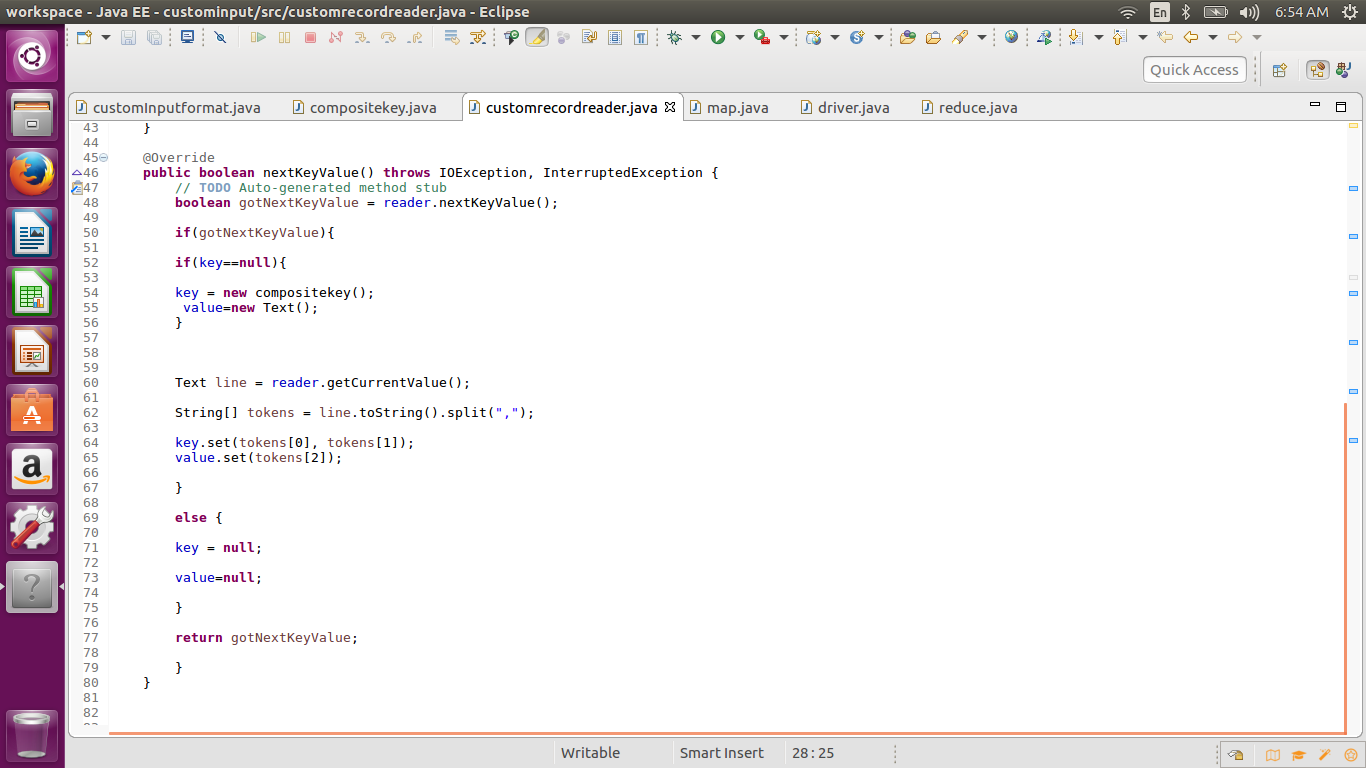 workspace - Java EE - custominput/src/customrecordreader.java - Eclipse
En
6:54 AM
Quick Access
customInputformat.java
compositekey.java
customrecordreader.java
map.java
driver.java
reduce.java
43 }
44
45 @Override
46 public boolean nextKeyValue() throws IOException, InterruptedException {
47 // TODO Auto-generated method stub
48 boolean gotNextKeyValue = reader.nextKeyValue();
49
50 if(gotNextKeyValue){
51
52 if(key==null){
53
54 key = new compositekey();
55 value=new Text();
56 }
57
58
59
60 Text line = reader.getCurrentValue();
61
62 String[] tokens = line.toString().split(",");
63
64 key.set(tokens[0], tokens[1]);
65 value.set(tokens[2]);
66
67 }
68
69 else {
70
71 key = null;
72
73 value=null;
74
75 }
76
77 return gotNextKeyValue;
78
79 }
80 }
81
82
Writable
Smart Insert
28 : 25